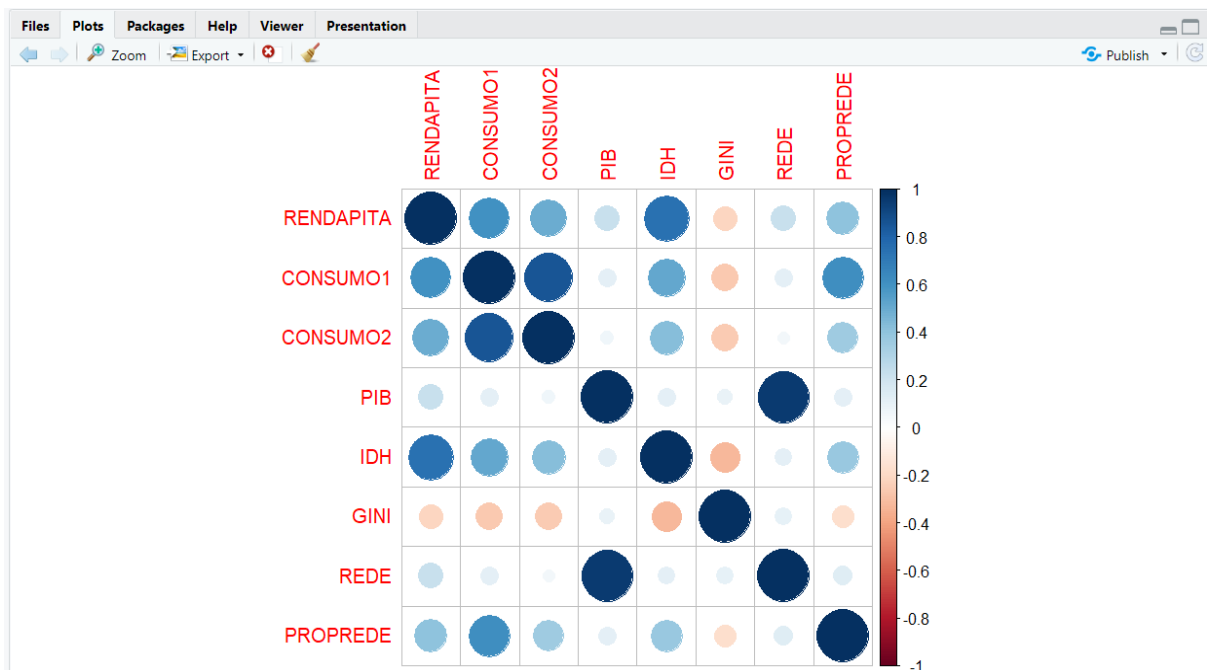 Files Plots Packages Help Viewer Presentation
Zoom Export Publish
RENDAPITA CONSUMO1 CONSUMO2 PIB IDH GINI REDE PROPREDE
RENDAPITA
CONSUMO1
CONSUMO2
PIB
IDH
GINI
REDE
PROPREDE
1
0.8
0.6
0.4
0.2
0
-0.2
-0.4
-0.6
-0.8
-1